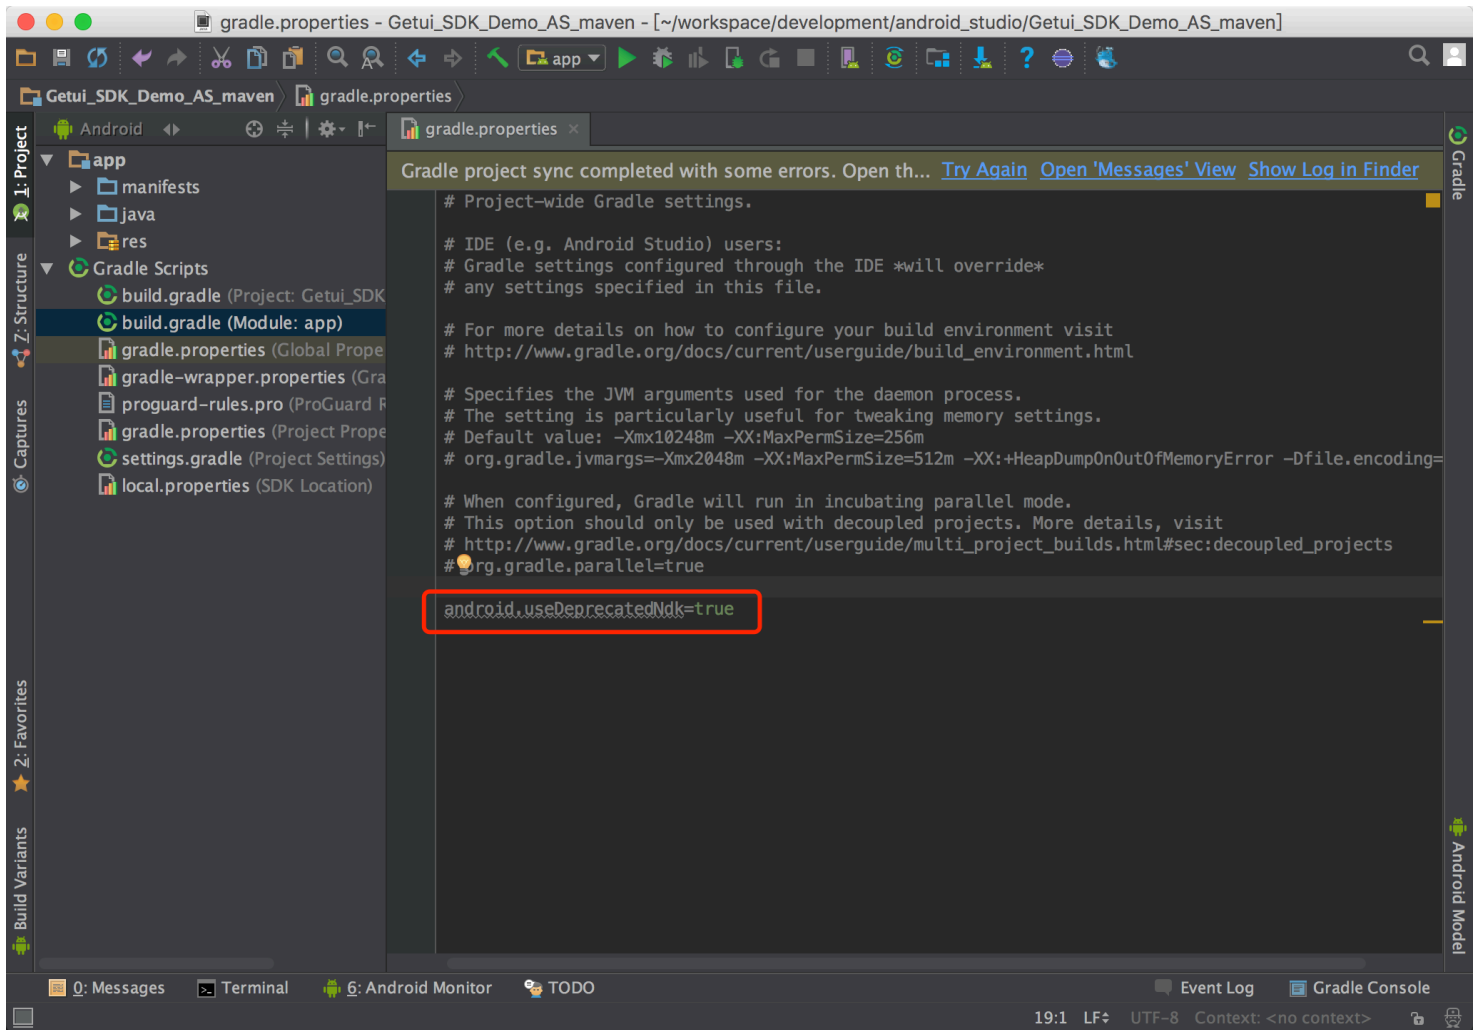 gradle.properties - Getui_SDK_Demo_AS_maven - [~/workspace/development/android_studio/Getui_SDK_Demo_AS_maven]
app
Getui_SDK_Demo_AS_maven
gradle.properties
1: Project
Z: Structure
Captures
2: Favorites
Build Variants
Android
app
manifests
java
res
Gradle Scripts
build.gradle (Project: Getui_SDK
build.gradle (Module: app)
gradle.properties (Global Prope
gradle-wrapper.properties (Gra
proguard-rules.pro (ProGuard R
gradle.properties (Project Prope
settings.gradle (Project Settings)
local.properties (SDK Location)
gradle.properties
Gradle project sync completed with some errors. Open th... Try Again Open 'Messages' View Show Log in Finder
# Project-wide Gradle settings.
# IDE (e.g. Android Studio) users:
# Gradle settings configured through the IDE *will override*
# any settings specified in this file.
# For more details on how to configure your build environment visit
# http://www.gradle.org/docs/current/userguide/build_environment.html
# Specifies the JVM arguments used for the daemon process.
# The setting is particularly useful for tweaking memory settings.
# Default value: -Xmx10248m -XX:MaxPermSize=256m
# org.gradle.jvmargs=-Xmx2048m -XX:MaxPermSize=512m -XX:+HeapDumpOnOutOfMemoryError -Dfile.encoding=
# When configured, Gradle will run in incubating parallel mode.
# This option should only be used with decoupled projects. More details, visit
# http://www.gradle.org/docs/current/userguide/multi_project_builds.html#sec:decoupled_projects
# org.gradle.parallel=true
android.useDeprecatedNdk=true
Gradle
Android Model
0: Messages
Terminal
6: Android Monitor
TODO
Event Log
Gradle Console
19:1 LF UTF-8 Context: <no context>